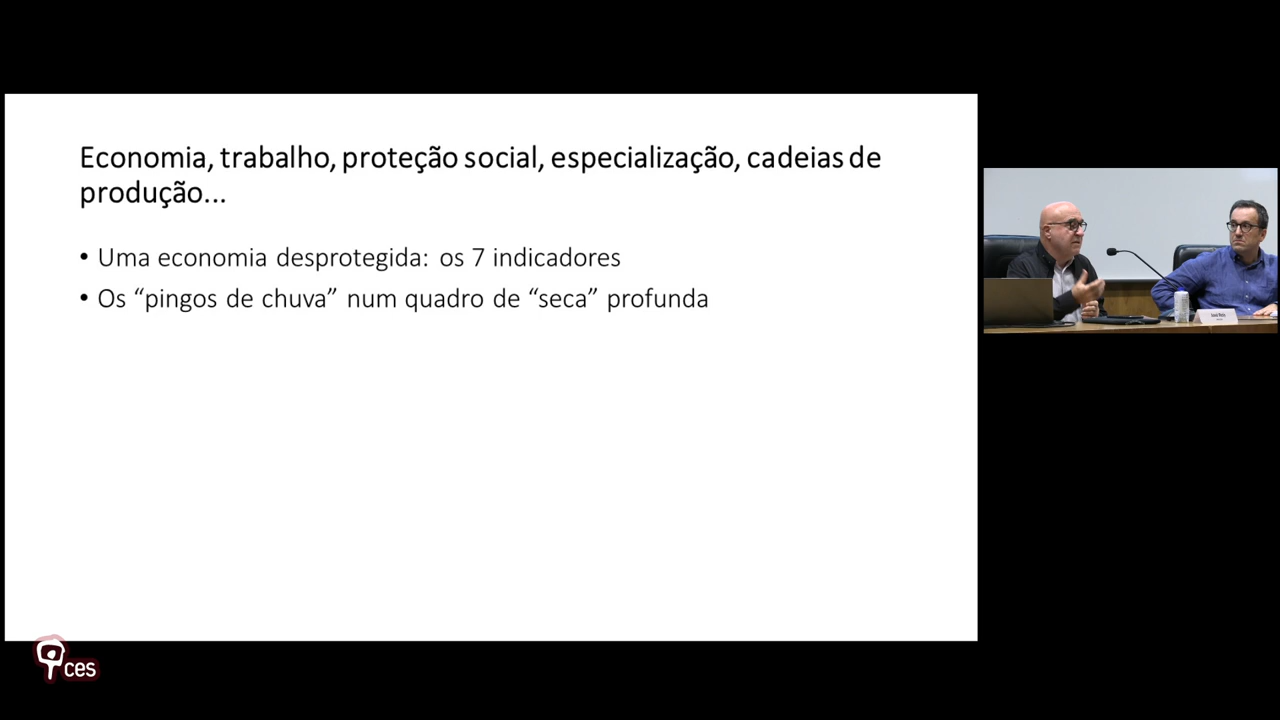 Economia, trabalho, proteção social, especialização, cadeias de
produção...
• Uma economia desprotegida: os 7 indicadores
• Os “pingos de chuva” num quadro de “seca” profunda
ces